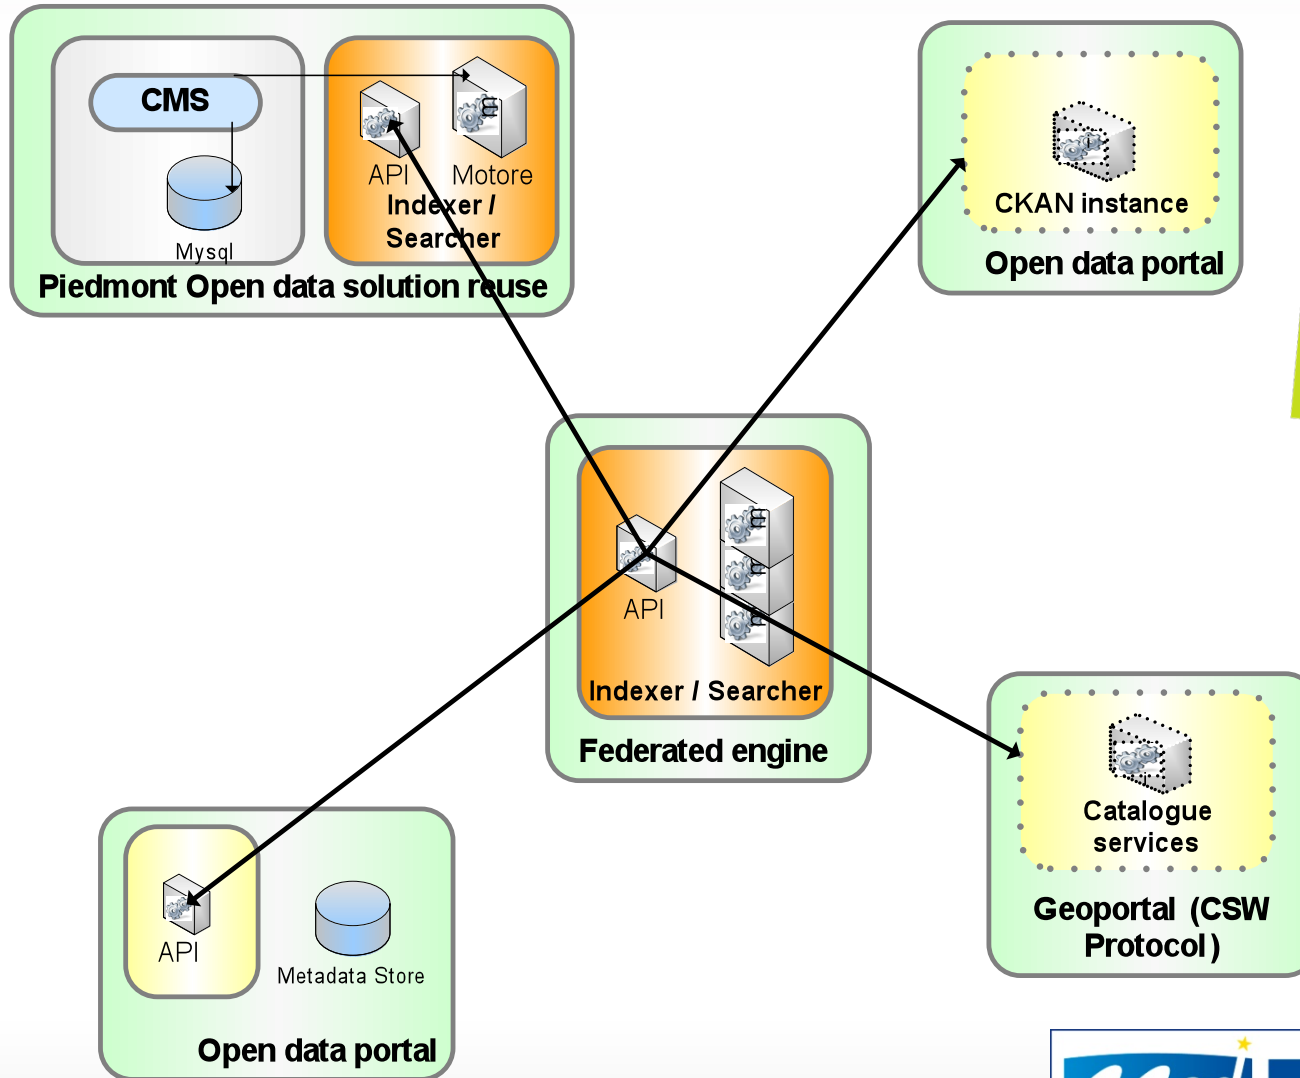 CMS
Mysql
API
Motore
Indexer /
Searcher
Piedmont Open data solution reuse
CKAN instance
Open data portal
API
Indexer / Searcher
Federated engine
API
Metadata Store
Open data portal
Catalogue
services
Geoportal (CSW
Protocol)